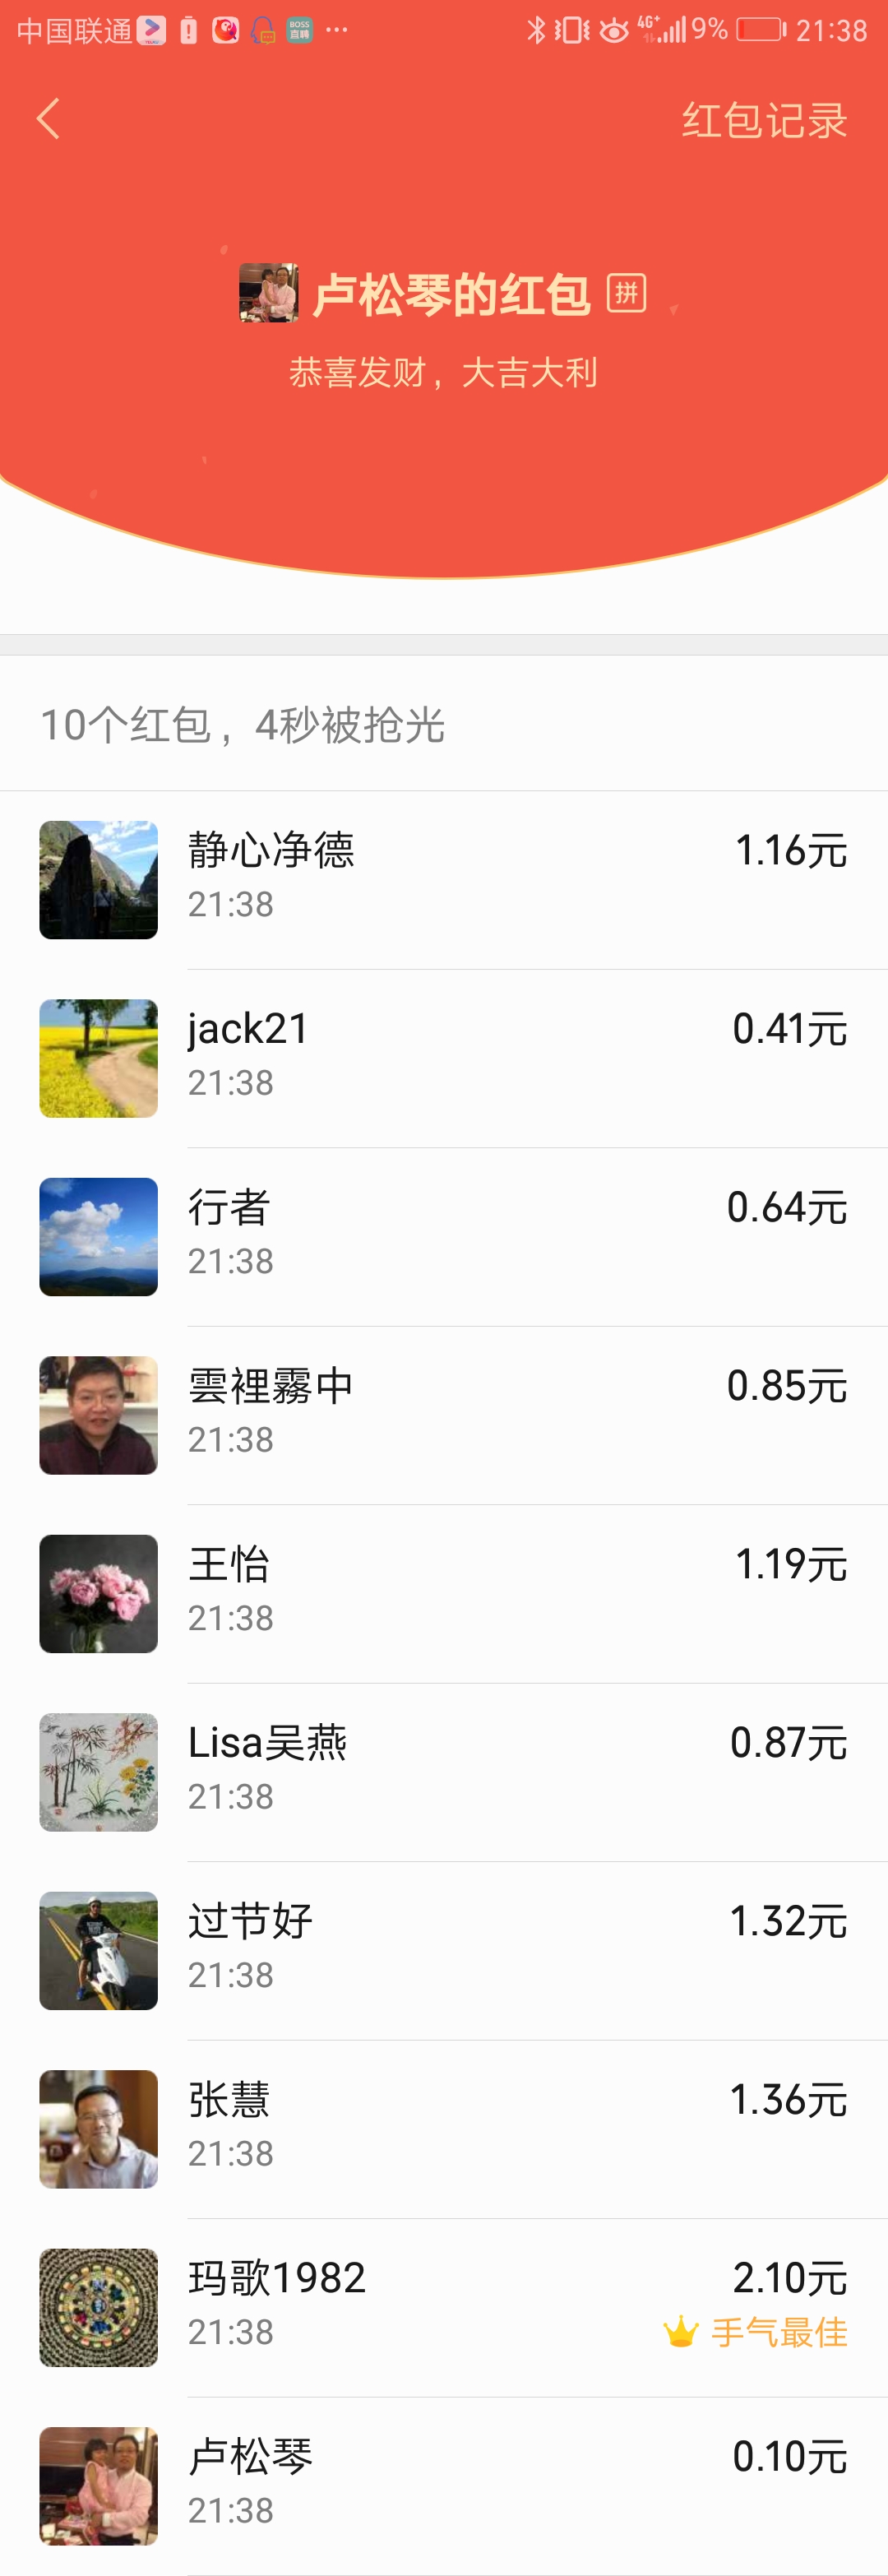 中国联通 BOSS直聘 ··· 4G+ 9% 21:38
红包记录
卢松琴的红包 拼
恭喜发财，大吉大利
10个红包，4秒被抢光
静心净德 1.16元
21:38
jack21 0.41元
21:38
行者 0.64元
21:38
雲裡霧中 0.85元
21:38
王怡 1.19元
21:38
Lisa吴燕 0.87元
21:38
过节好 1.32元
21:38
张慧 1.36元
21:38
玛歌1982 2.10元
21:38 手气最佳
卢松琴 0.10元
21:38